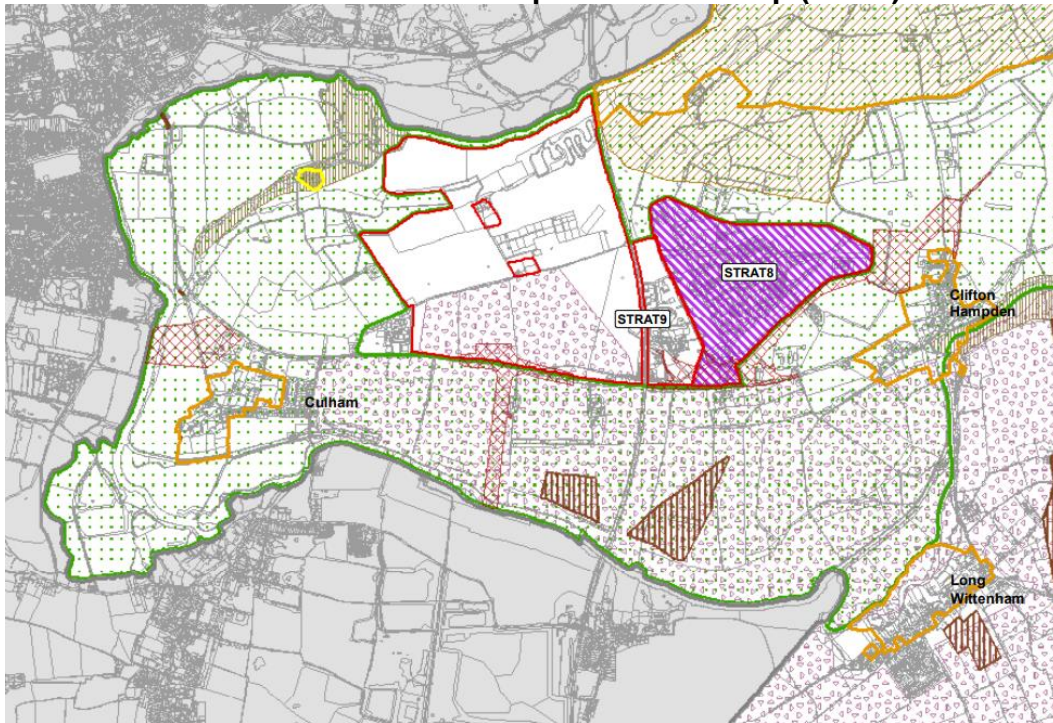 STRAT8
STRAT9
Clifton
Hampden
Culham
Long
Wittenham